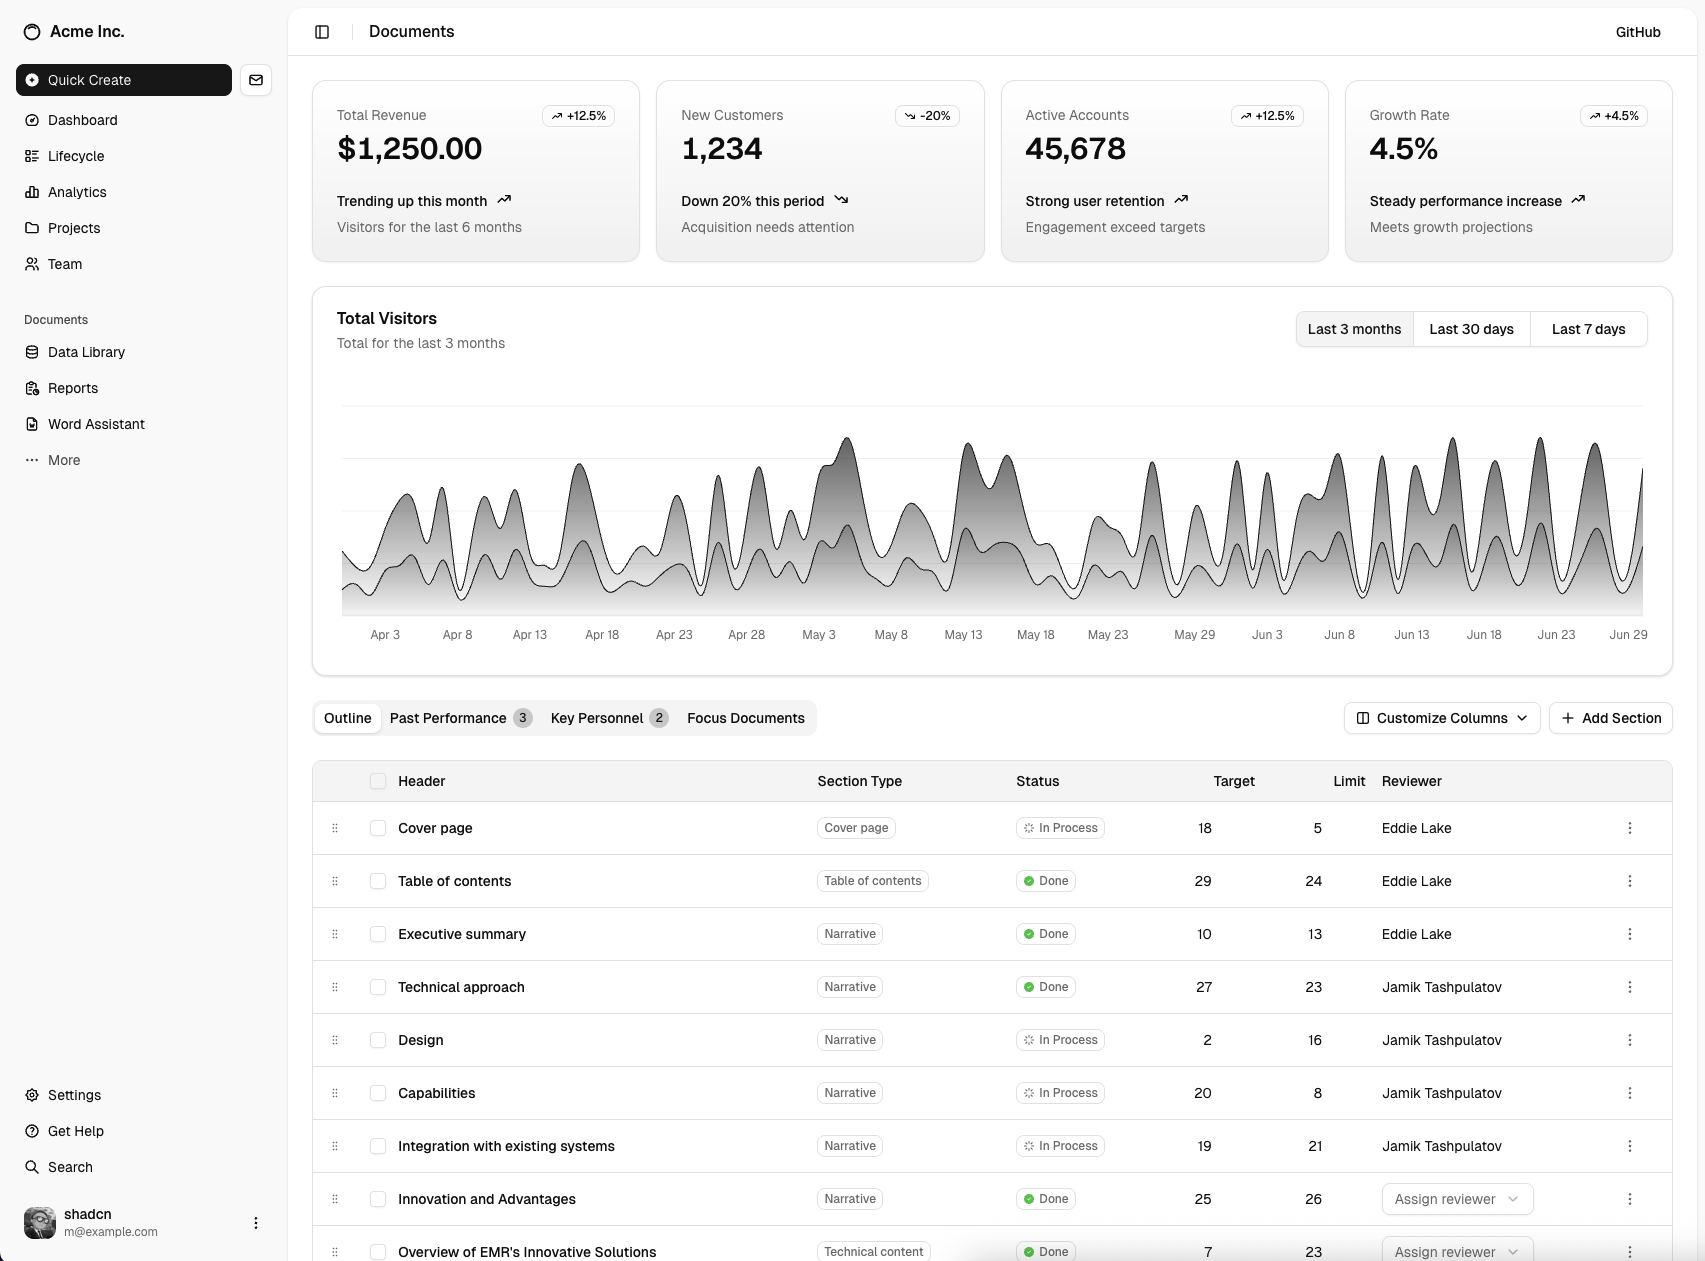 Acme Inc.
Quick Create
Dashboard
Lifecycle
Analytics
Projects
Team
Documents
Data Library
Reports
Word Assistant
More
Settings
Get Help
Search
shadcn
m@example.com
Documents
GitHub
Total Revenue
+12.5%
$1,250.00
Trending up this month
Visitors for the last 6 months
New Customers
-20%
1,234
Down 20% this period
Acquisition needs attention
Active Accounts
+12.5%
45,678
Strong user retention
Engagement exceed targets
Growth Rate
+4.5%
4.5%
Steady performance increase
Meets growth projections
Total Visitors
Total for the last 3 months
Last 3 months Last 30 days Last 7 days
Apr 3 Apr 8 Apr 13 Apr 18 Apr 23 Apr 28 May 3 May 8 May 13 May 18 May 23 May 29 Jun 3 Jun 8 Jun 13 Jun 18 Jun 23 Jun 29
Outline Past Performance 3 Key Personnel 2 Focus Documents
Customize Columns Add Section
Header Section Type Status Target Limit Reviewer
Cover page Cover page In Process 18 5 Eddie Lake
Table of contents Table of contents Done 29 24 Eddie Lake
Executive summary Narrative Done 10 13 Eddie Lake
Technical approach Narrative Done 27 23 Jamik Tashpulatov
Design Narrative In Process 2 16 Jamik Tashpulatov
Capabilities Narrative In Process 20 8 Jamik Tashpulatov
Integration with existing systems Narrative In Process 19 21 Jamik Tashpulatov
Innovation and Advantages Narrative Done 25 26 Assign reviewer
Overview of EMR's Innovative Solutions Technical content Done 7 23 Assign reviewer